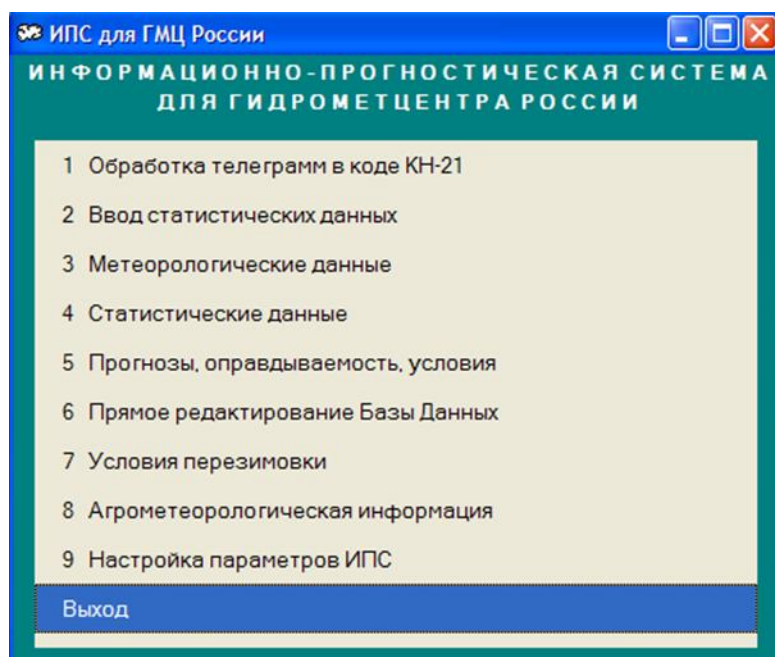 ИПС для ГМЦ России
ИНФОРМАЦИОННО-ПРОГНОСТИЧЕСКАЯ СИСТЕМА
ДЛЯ ГИДРОМЕТЦЕНТРА РОССИИ
1 Обработка телеграмм в коде КН-21
2 Ввод статистических данных
3 Метеорологические данные
4 Статистические данные
5 Прогнозы, оправдываемость, условия
6 Прямое редактирование Базы Данных
7 Условия перезимовки
8 Агрометеорологическая информация
9 Настройка параметров ИПС
Выход